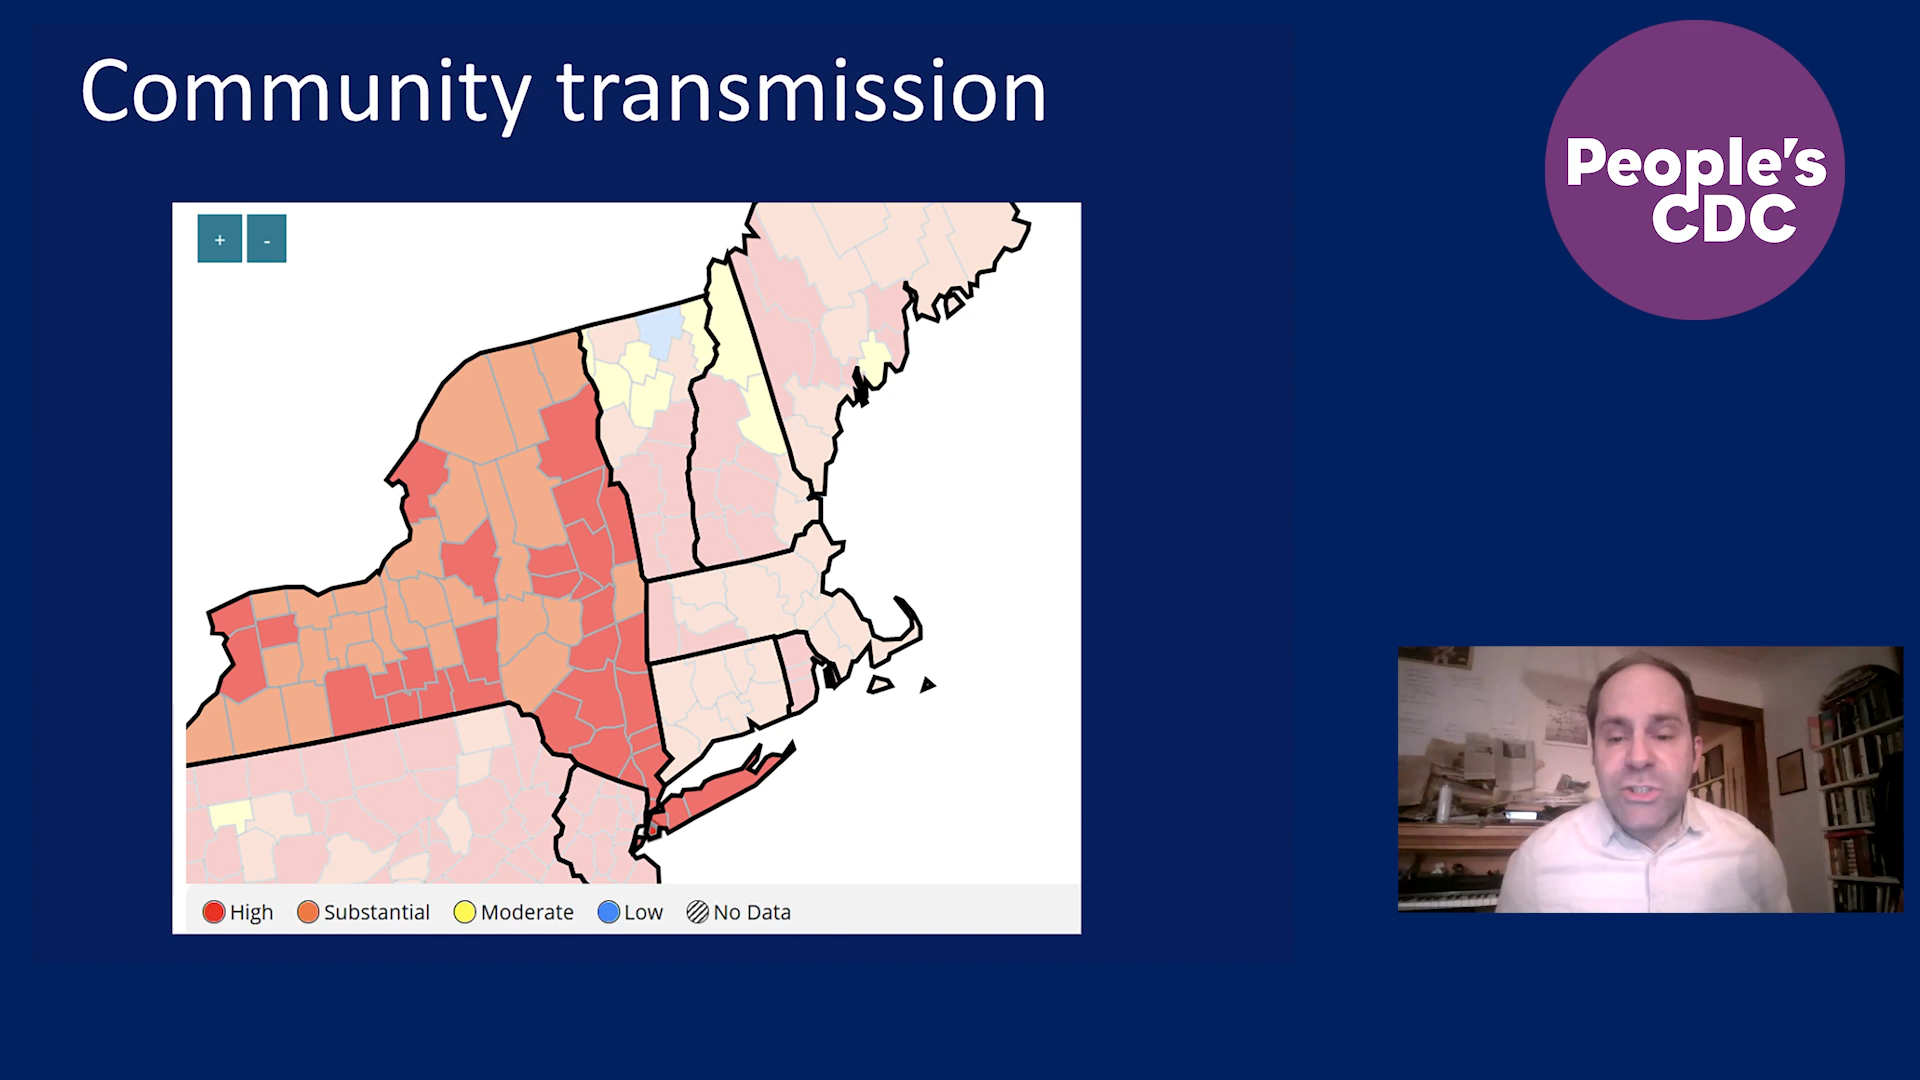 Community transmission
People's
CDC
+ -
High Substantial Moderate Low No Data